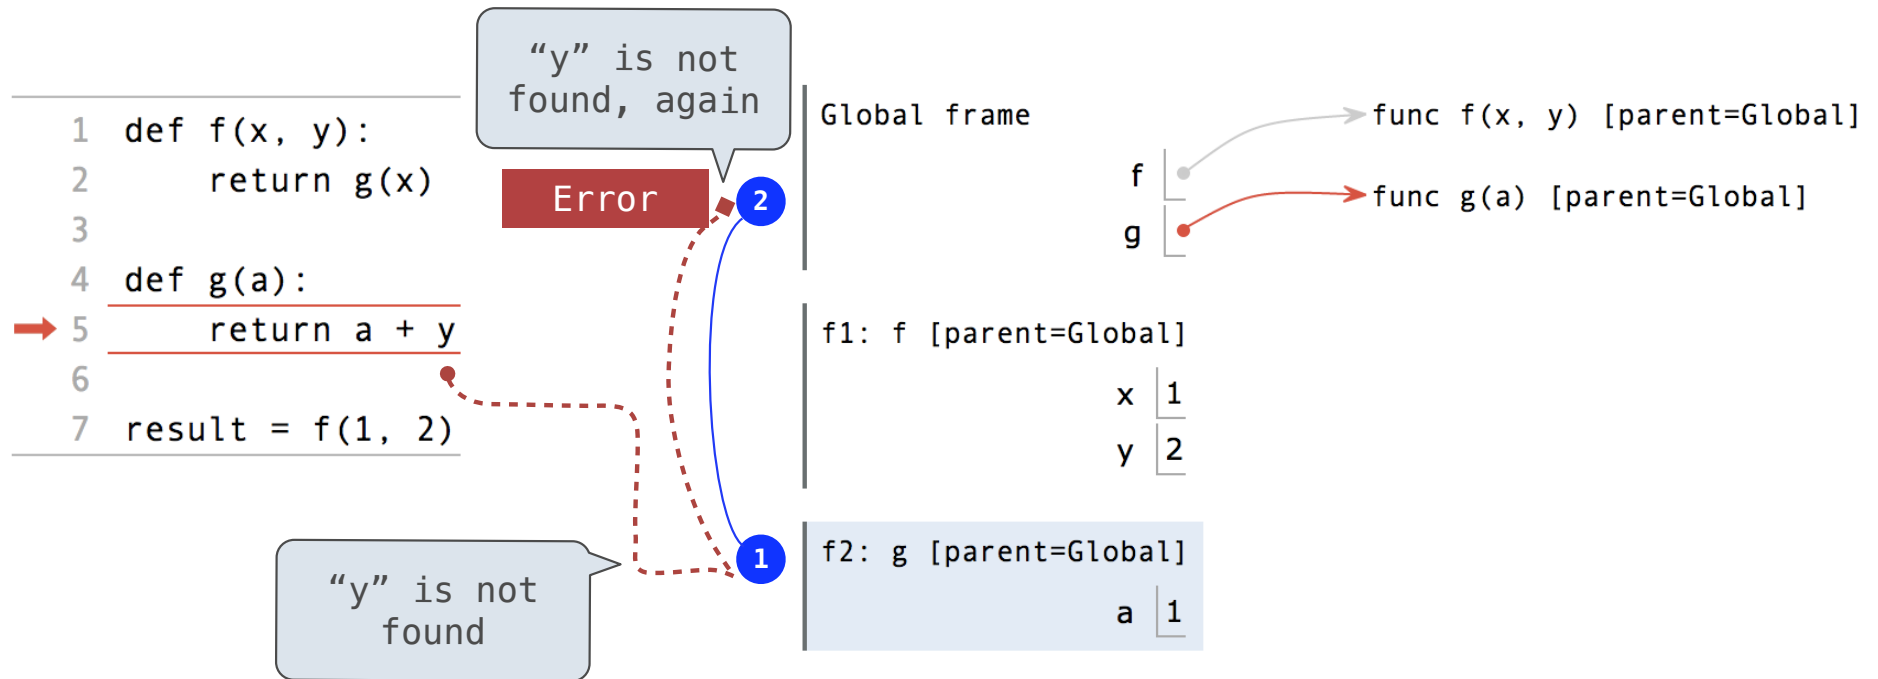 “y” is not
found, again
1 def f(x, y):
2     return g(x)
3
4 def g(a):
5     return a + y
6
7 result = f(1, 2)
Error
2
1
“y” is not
found
Global frame
f
g
func f(x, y) [parent=Global]
func g(a) [parent=Global]
f1: f [parent=Global]
x 1
y 2
f2: g [parent=Global]
a 1